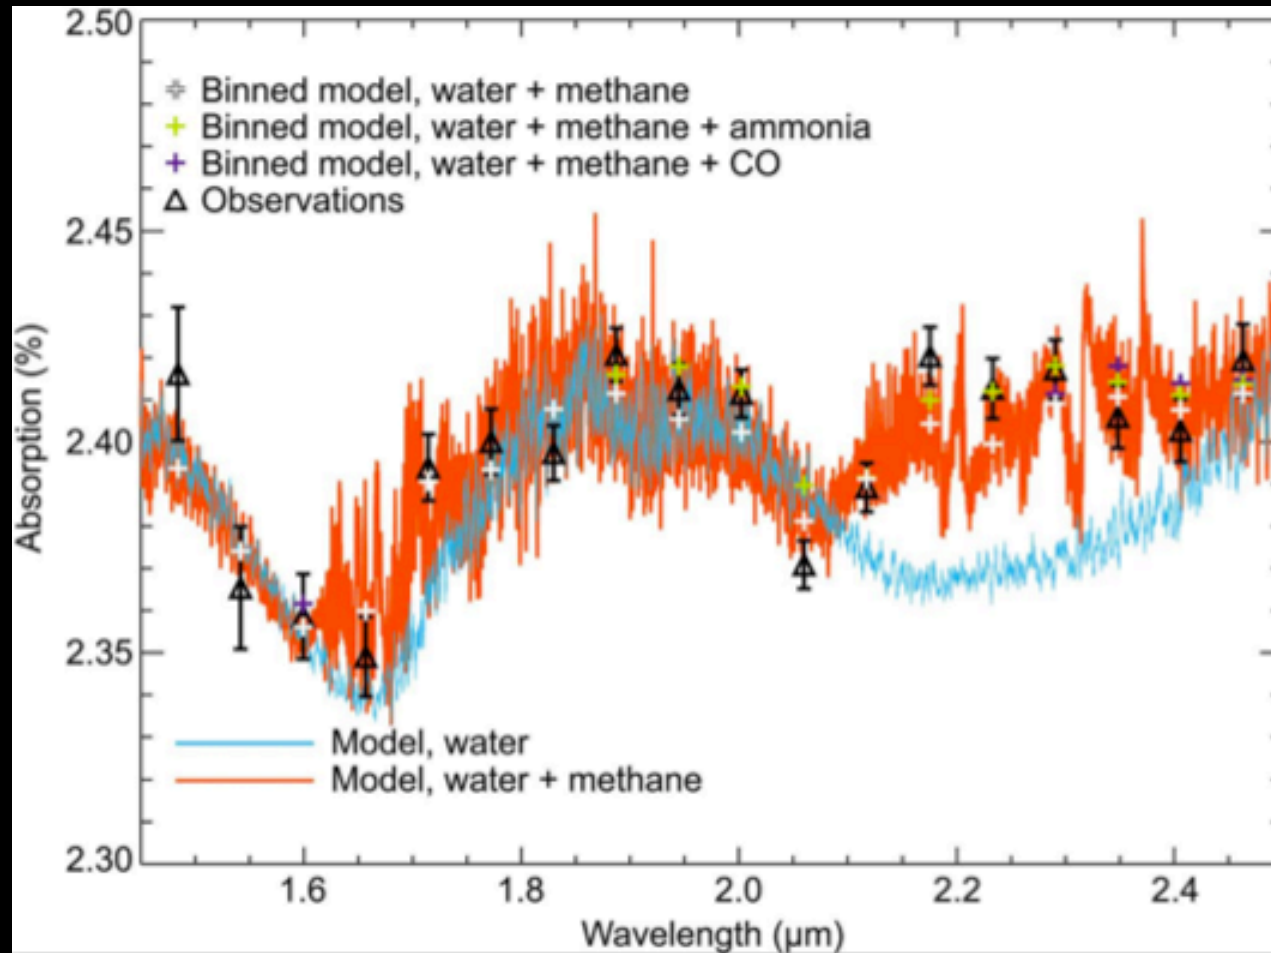 2.50
Binned model, water + methane
Binned model, water + methane + ammonia
Binned model, water + methane + CO
Observations
2.45
2.40
Absorption (%)
2.35
Model, water
Model, water + methane
2.30
1.6 1.8 2.0 2.2 2.4
Wavelength (µm)